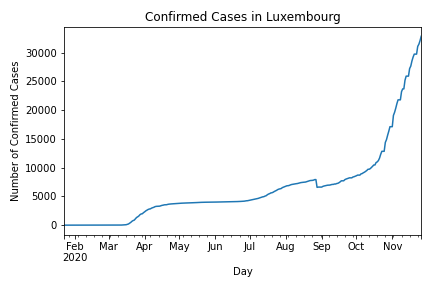 Confirmed Cases in Luxembourg
Number of Confirmed Cases
30000
25000
20000
15000
10000
5000
0
Feb Mar Apr May Jun Jul Aug Sep Oct Nov
2020
Day